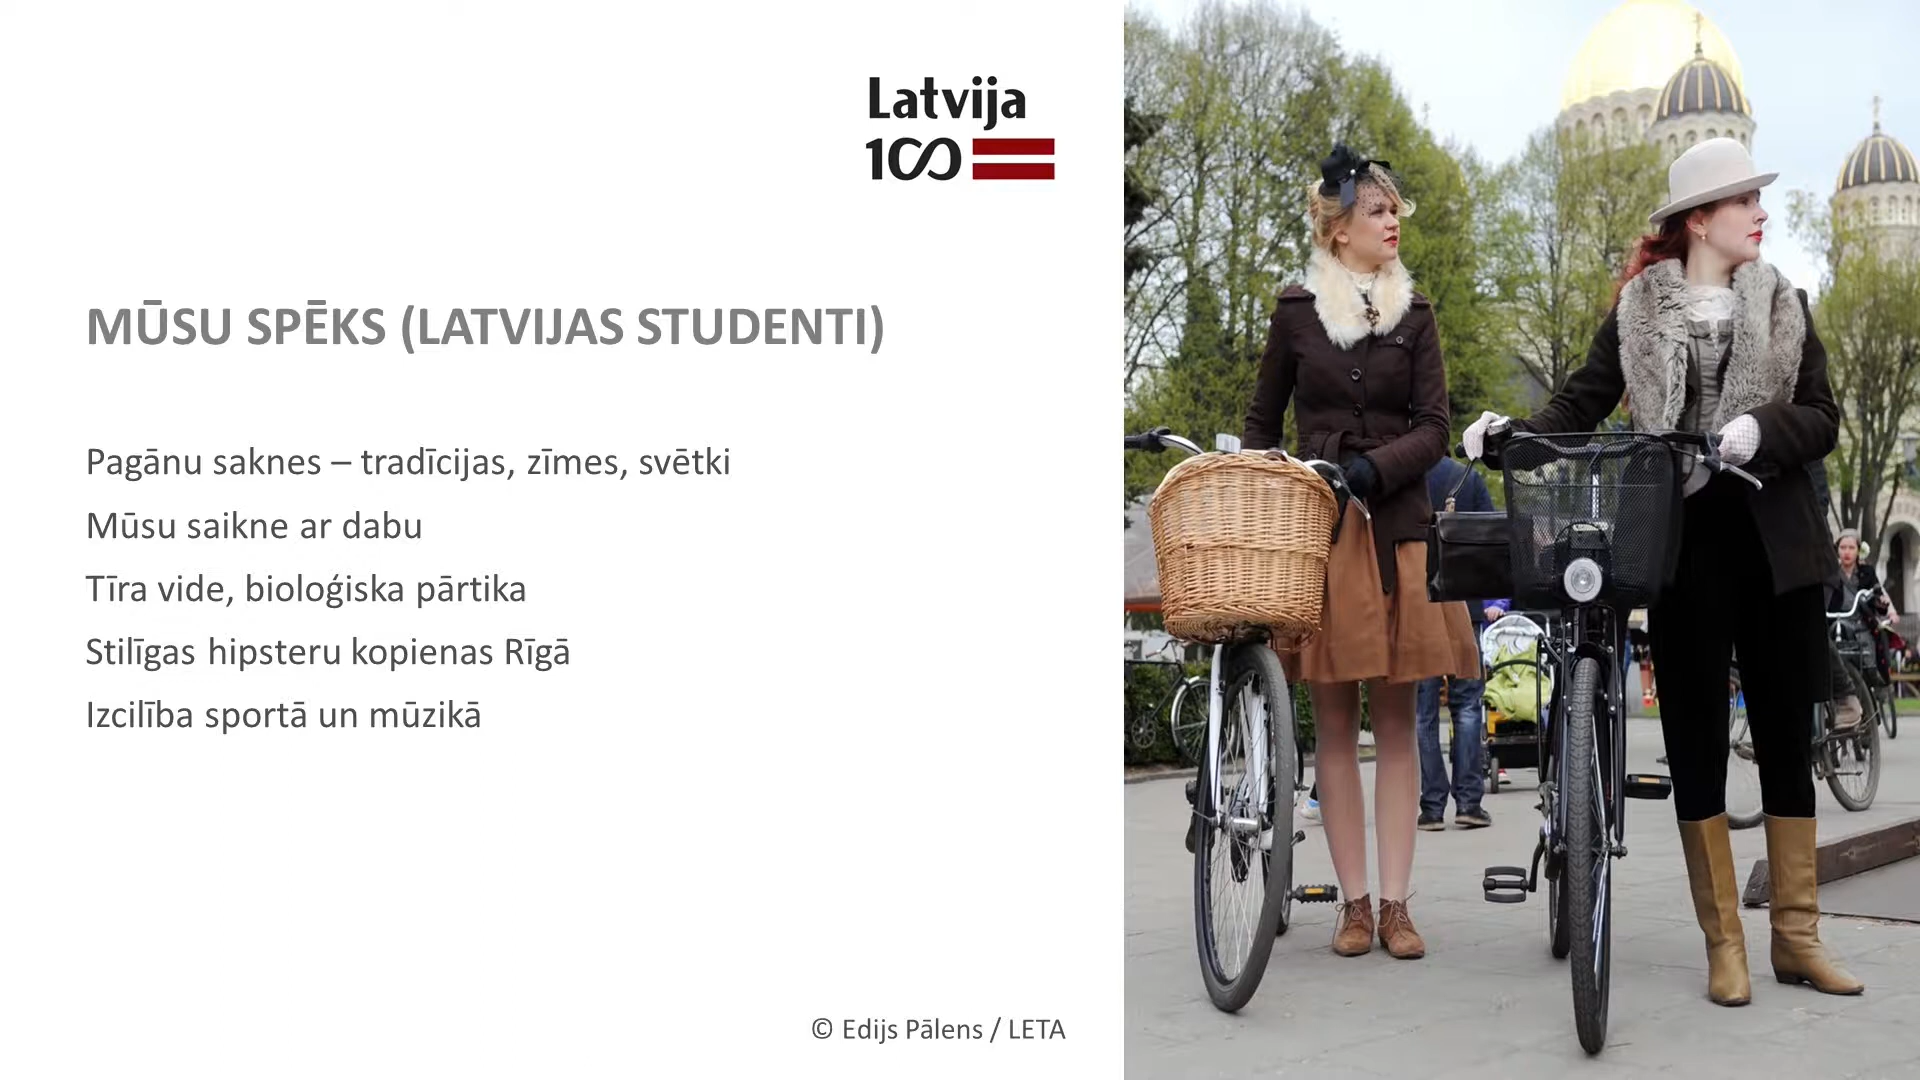 Latvija
100
MŪSU SPĒKS (LATVIJAS STUDENTI)
Pagānu saknes – tradīcijas, zīmes, svētki
Mūsu saikne ar dabu
Tīra vide, bioloģiska pārtika
Stilīgas hipsteru kopienas Rīgā
Izcilība sportā un mūzikā
© Edijs Pālens / LETA